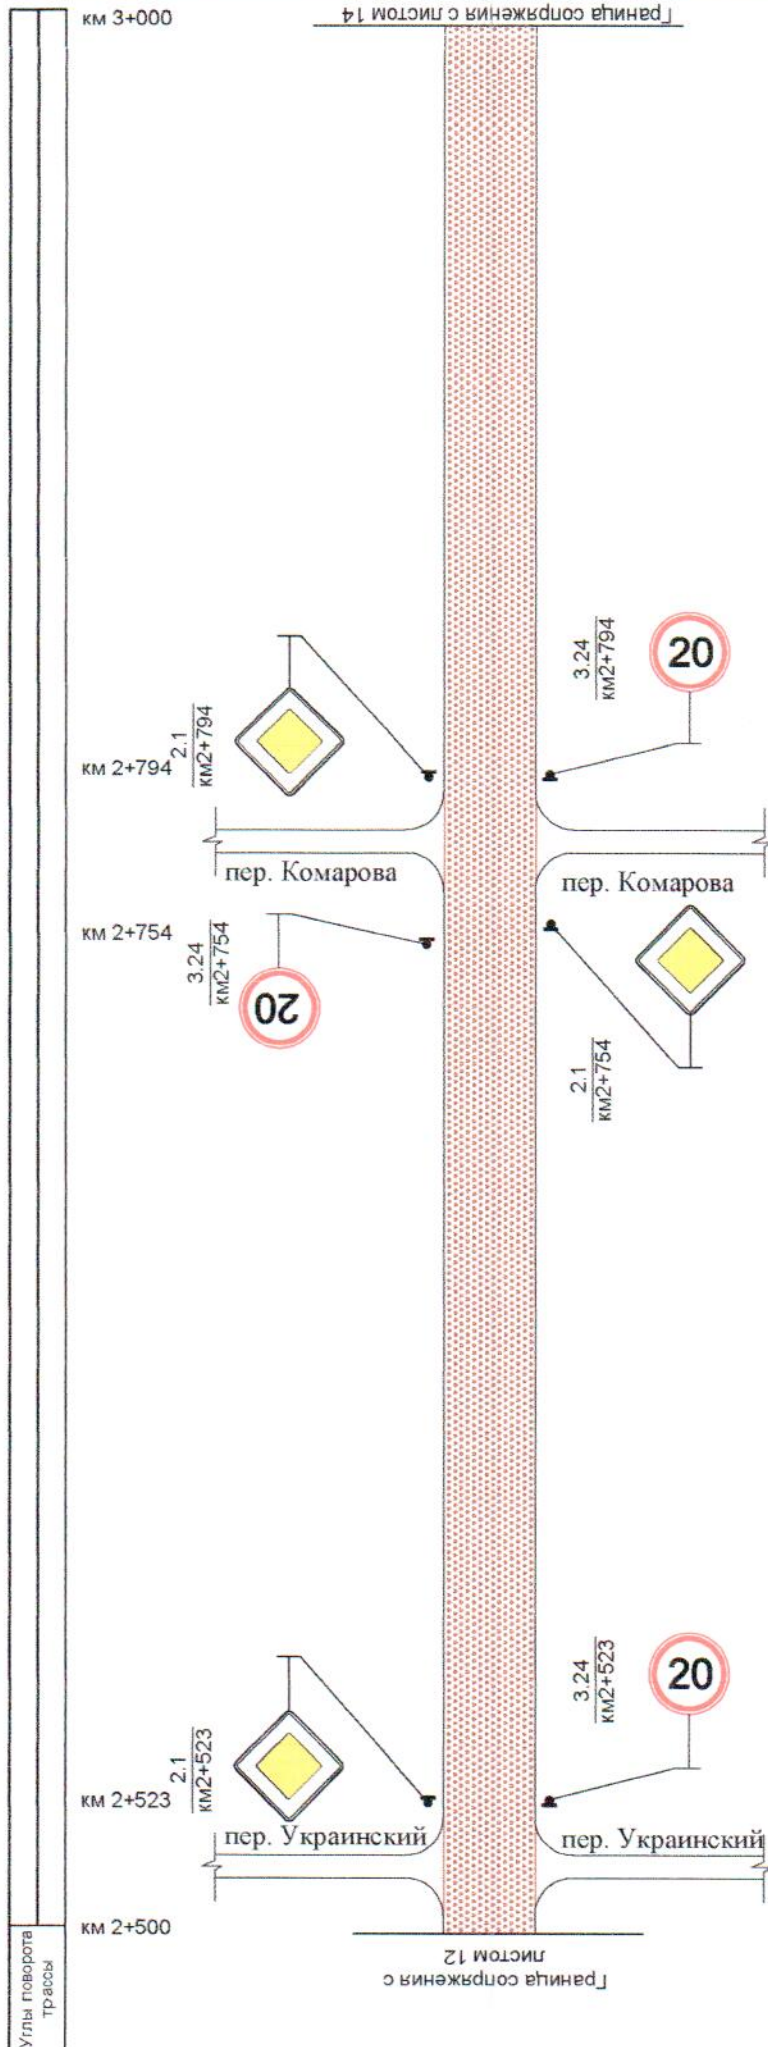 км 3+000
Граница сопряжения с листом 14
3.24
км2+794
20
2.1
км2+794
км 2+794
пер. Комарова
пер. Комарова
км 2+754
3.24
км2+754
20
2.1
км2+754
3.24
км2+523
20
2.1
км2+523
км 2+523
пер. Украинский
пер. Украинский
км 2+500
Граница сопряжения с
листом 12
Углы поворота
трассы